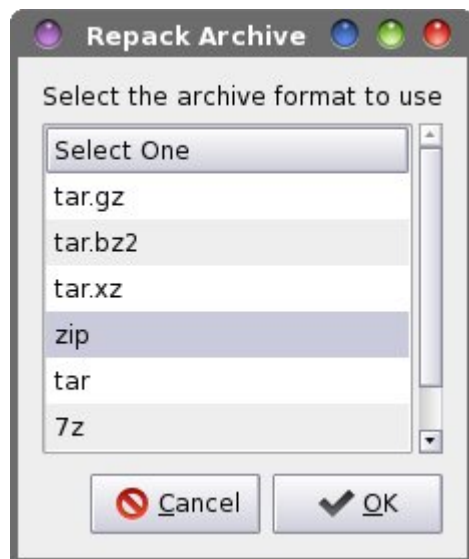 Repack Archive
Select the archive format to use
Select One
tar.gz
tar.bz2
tar.xz
zip
tar
7z
Cancel OK